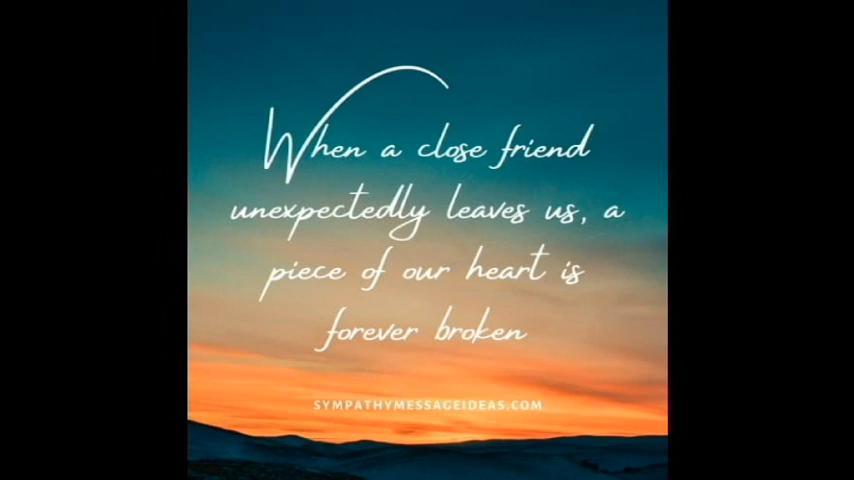 When a close friend
unexpectedly leaves us, a
piece of our heart is
forever broken
SYMPATHYMESSAGEIDEAS.COM